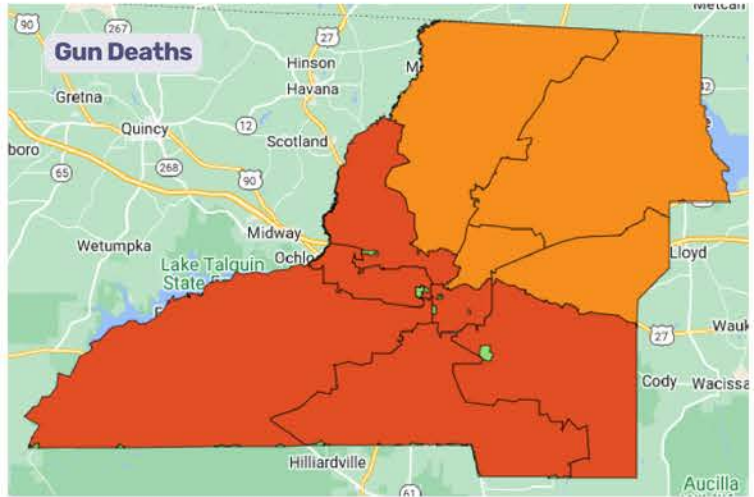 Gun Deaths
90
267
27
Hinson
Havana
Gretna
Quincy
12
Scotland
boro
65
268
90
Midway
Wetumpka
Lake Talquin
State
Ochlo
Lloyd
27
Wauk
Cody
Wacissa
Hilliardville
61
Aucilla